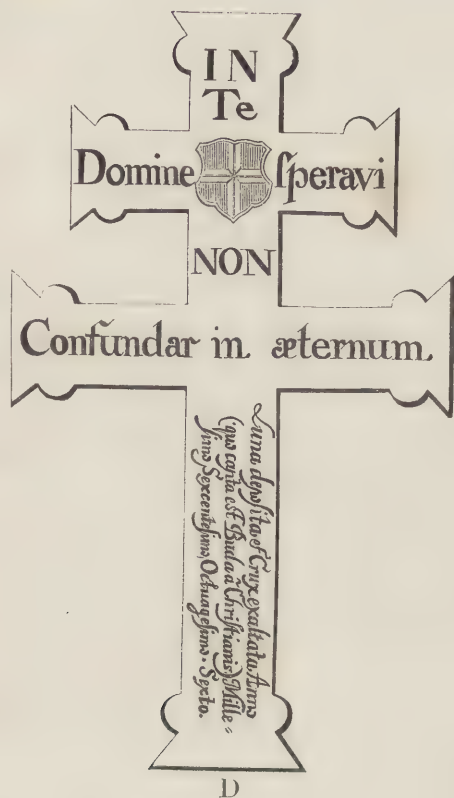 IN
Te
Domine ſperavi
NON
Confundar in æternum.
Luna depoſita et Crux exaltata, Anno
(quo capta eſt Buda â Chriſtianis) Mille⸗
ſimo, Sexcenteſimo, Octuageſimo. Sexto.
D